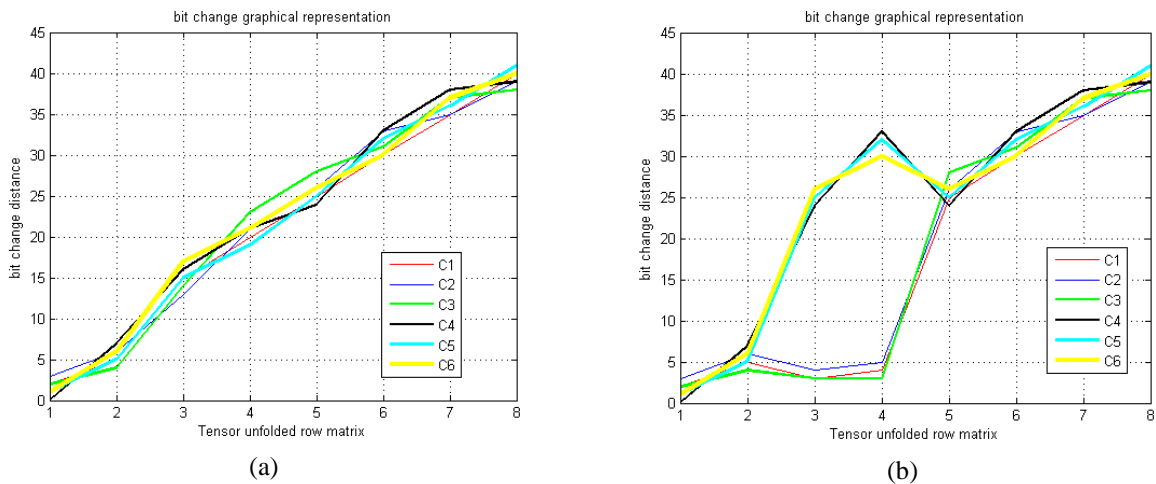 bit change graphical representation
45
40
35
30
25
20
15
10
5
0
bit change distance
C1
C2
C3
C4
C5
C6
1 2 3 4 5 6 7 8
Tensor unfolded row matrix
(a)
bit change graphical representation
45
40
35
30
25
20
15
10
5
0
bit change distance
C1
C2
C3
C4
C5
C6
1 2 3 4 5 6 7 8
Tensor unfolded row matrix
(b)